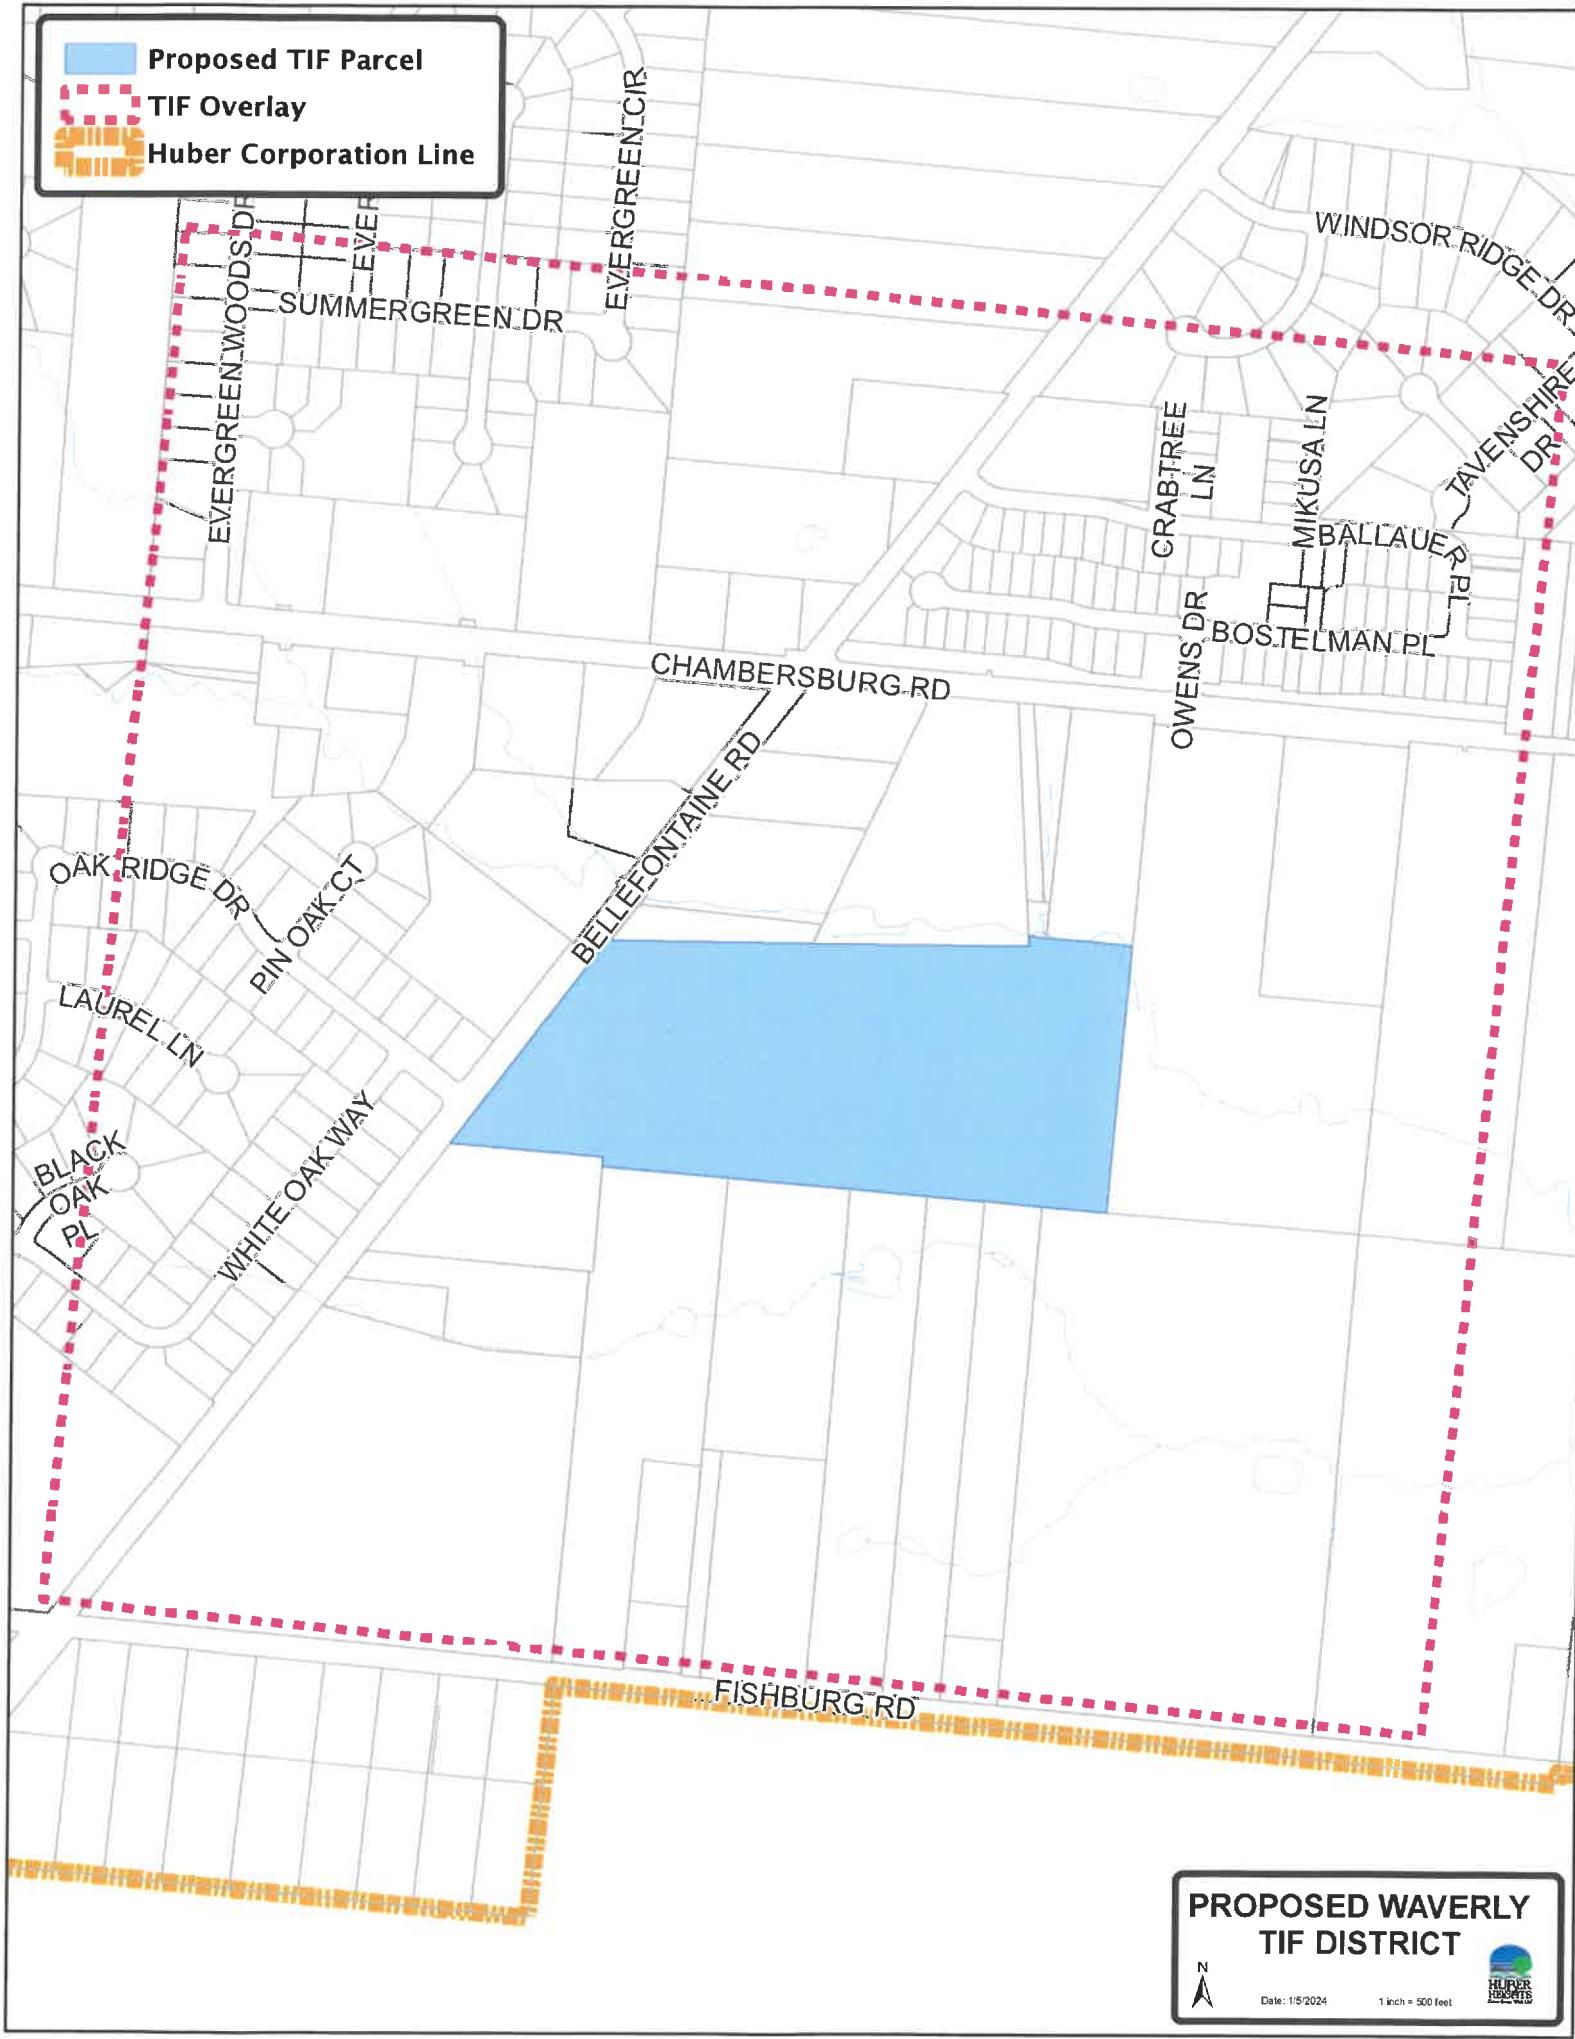 Proposed TIF Parcel
TIF Overlay
Huber Corporation Line
EVERGREEN CIR
EVERGREEN WOODS DR
EVER
SUMMERGREEN DR
WINDSOR RIDGE DR
TAVENSHIRE
DR
CRABTREE
LN
MIKUSA LN
BALLAUER PL
OWENS DR
BOSTELMAN PL
CHAMBERSBURG RD
BELLEFONTAINE RD
OAK RIDGE DR
PIN OAK CT
LAUREL LN
BLACK
OAK
PL
WHITE OAK WAY
FISHBURG RD
PROPOSED WAVERLY
TIF DISTRICT
N
Date: 1/5/2024
1 inch = 500 feet
HUBER
HEIGHTS